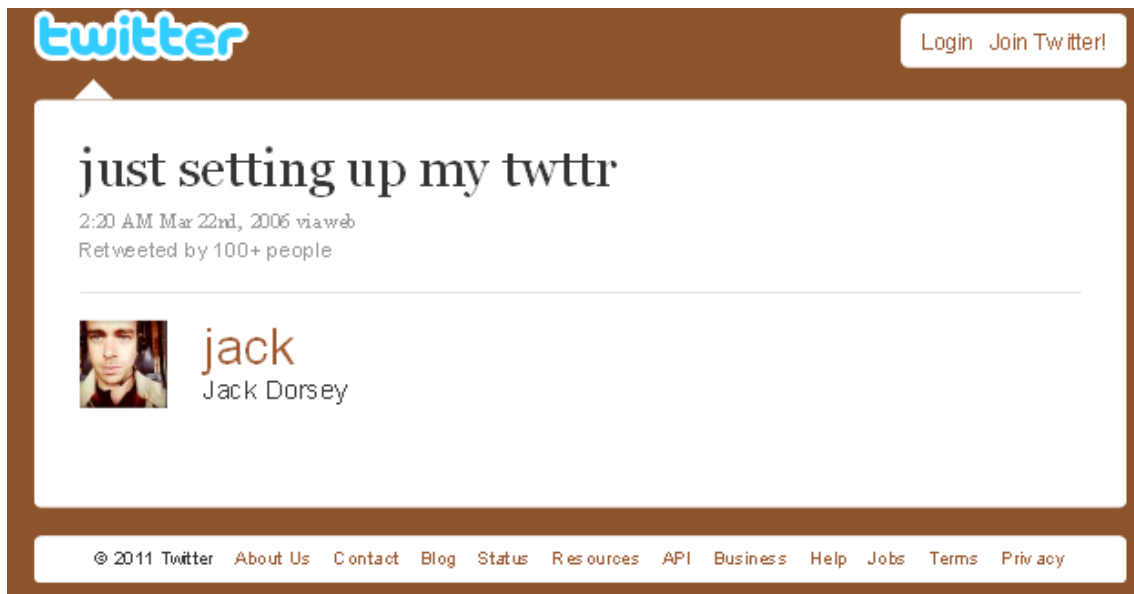 twitter
Login Join Twitter!
just setting up my twttr
2:20 AM Mar 22nd, 2006 via web
Retweeted by 100+ people
jack
Jack Dorsey
© 2011 Twitter About Us Contact Blog Status Resources API Business Help Jobs Terms Privacy